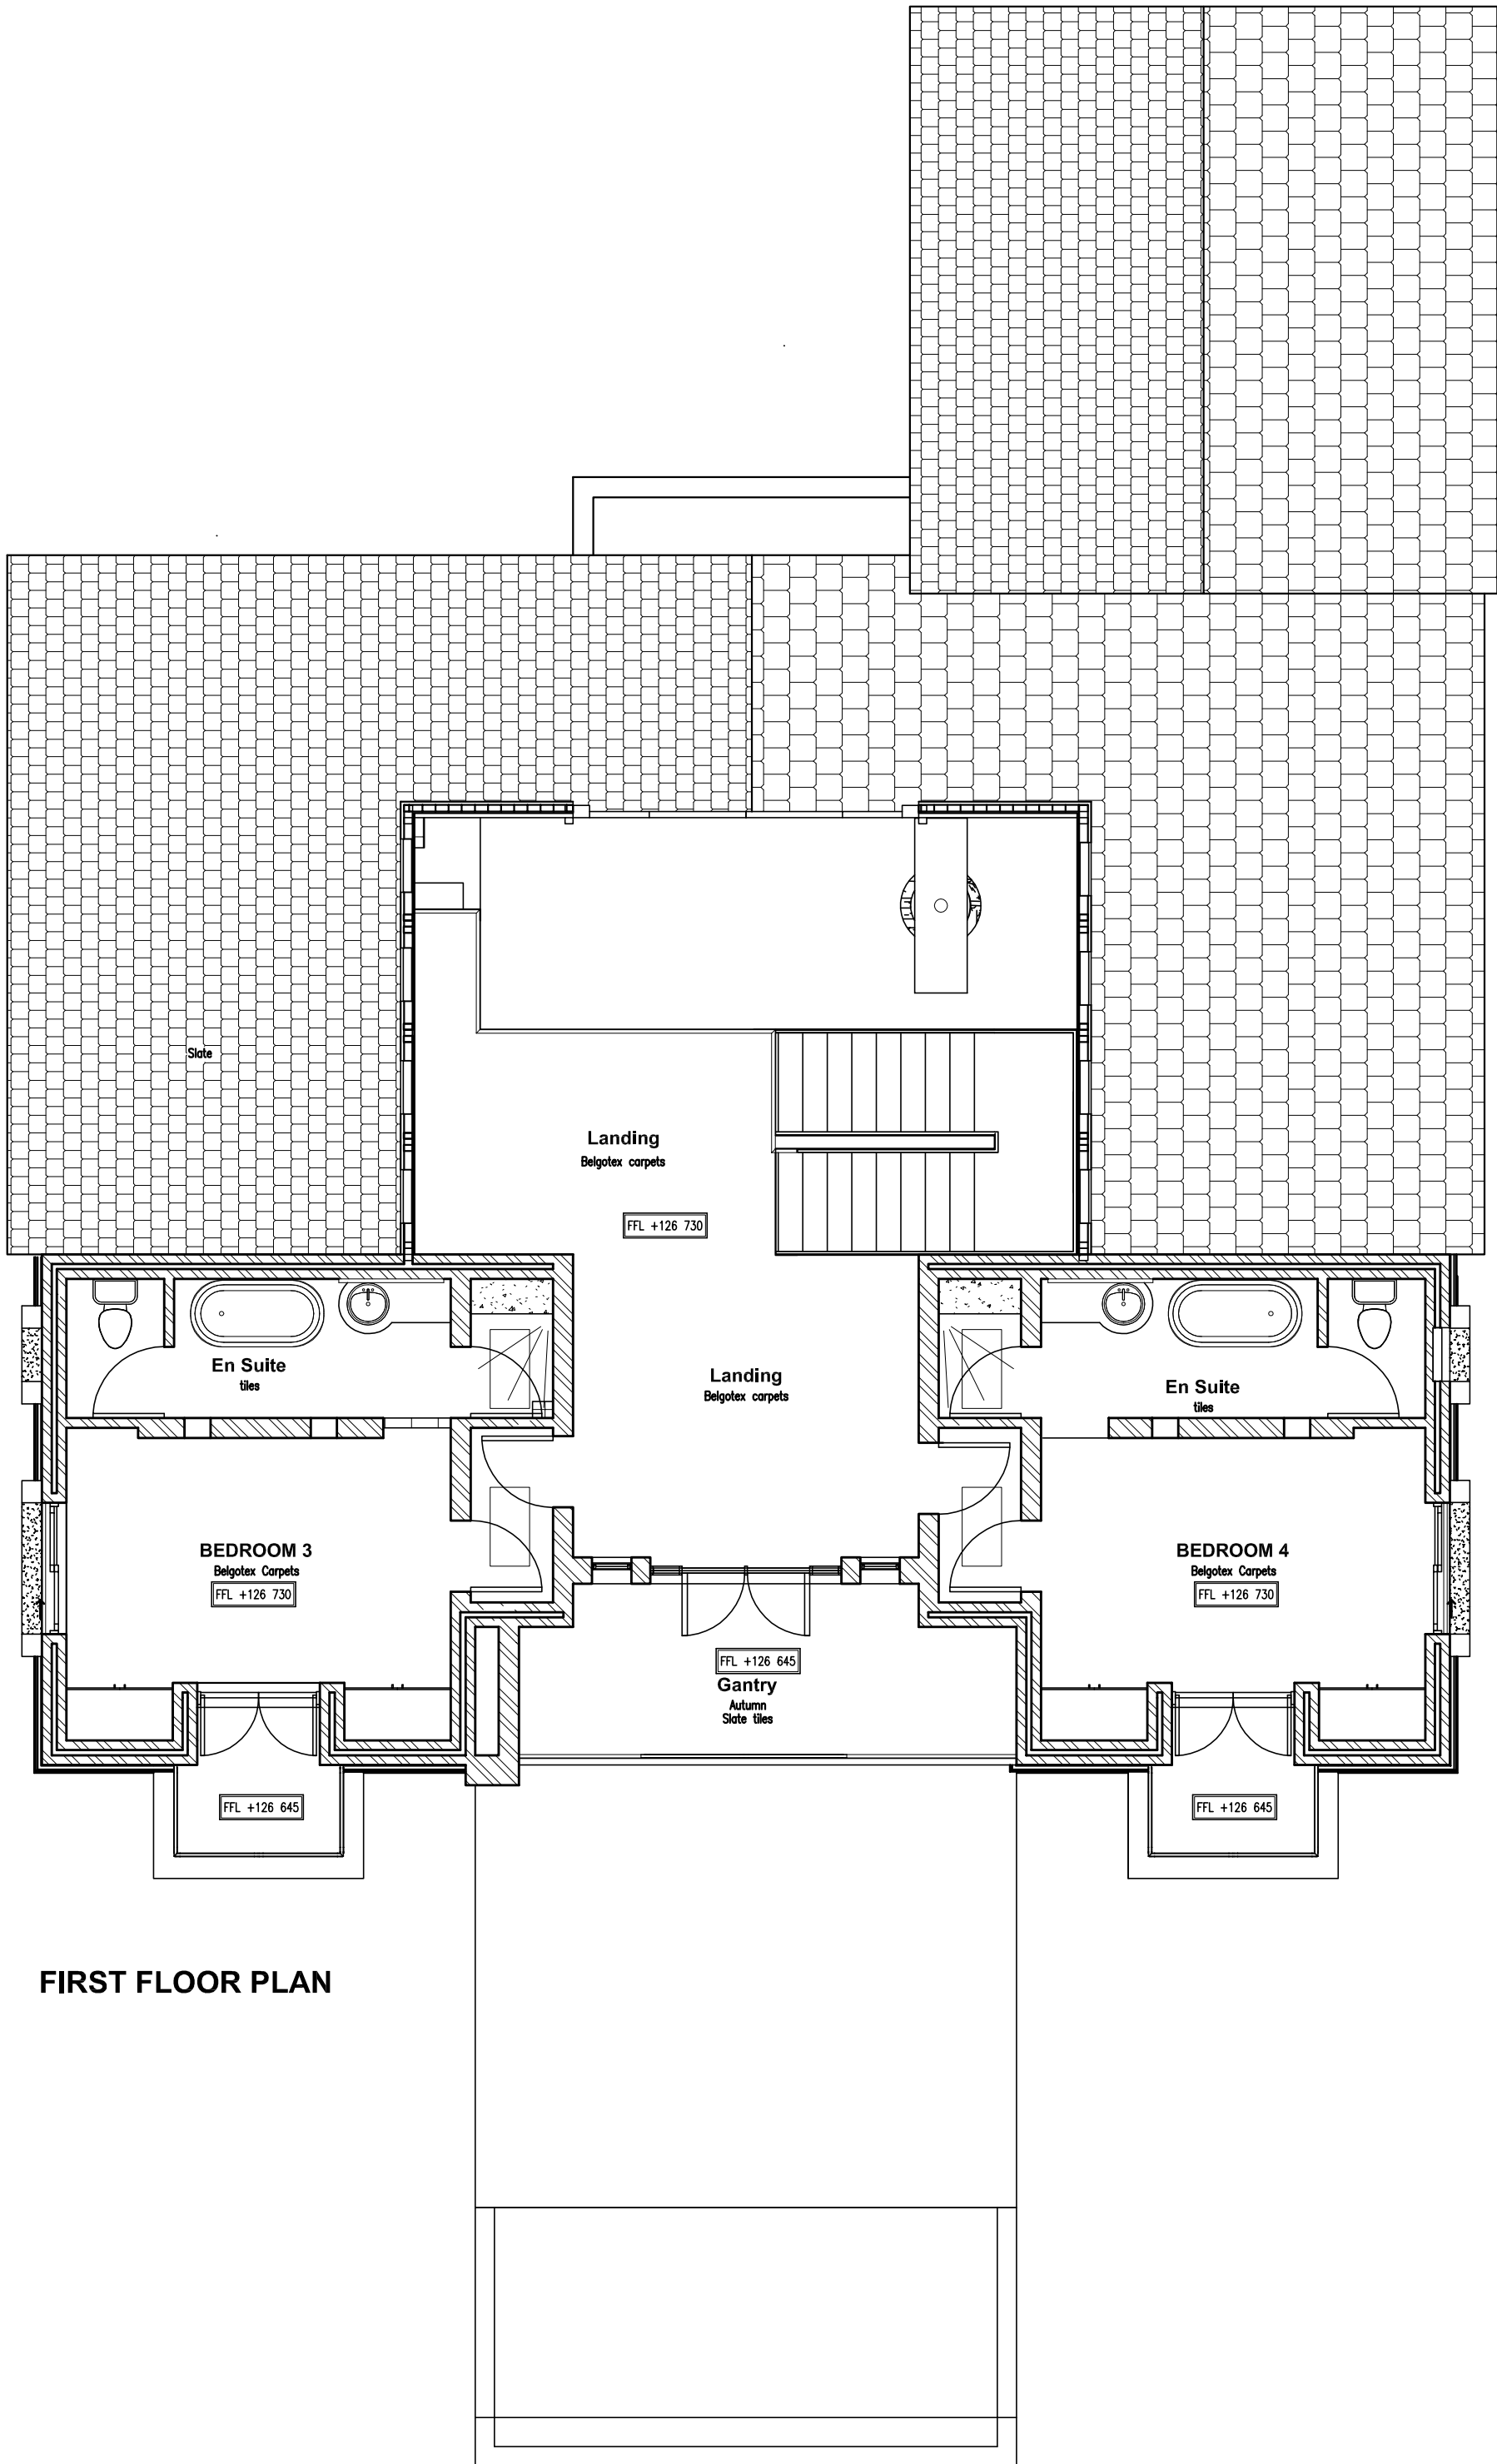 Slate
Landing
Belgotex carpets
FFL +126 730
En Suite
tiles
Landing
Belgotex carpets
En Suite
tiles
BEDROOM 3
Belgotex Carpets
FFL +126 730
BEDROOM 4
Belgotex Carpets
FFL +126 730
FFL +126 645
Gantry
Autumn
Slate tiles
FFL +126 645
FFL +126 645
FIRST FLOOR PLAN